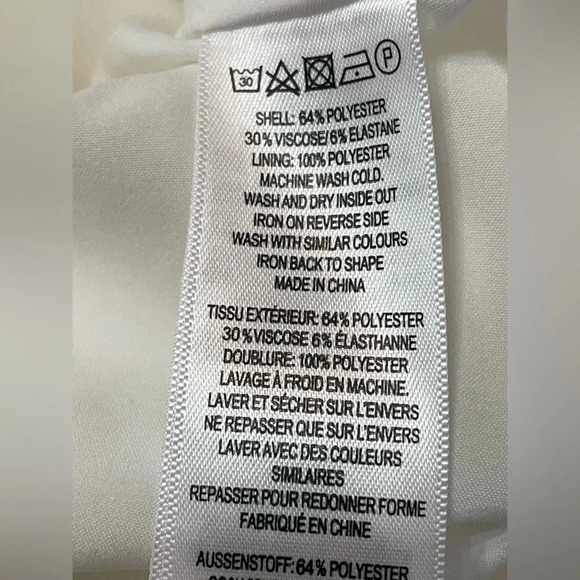 30 P
SHELL: 64% POLYESTER
30% VISCOSE/6% ELASTANE
LINING: 100% POLYESTER
MACHINE WASH COLD.
WASH AND DRY INSIDE OUT
IRON ON REVERSE SIDE
WASH WITH SIMILAR COLOURS
IRON BACK TO SHAPE
MADE IN CHINA
TISSU EXTÉRIEUR: 64% POLYESTER
30% VISCOSE 6% ÉLASTHANNE
DOUBLURE: 100% POLYESTER
LAVAGE À FROID EN MACHINE.
LAVER ET SÉCHER SUR L'ENVERS
NE REPASSER QUE SUR L'ENVERS
LAVER AVEC DES COULEURS
SIMILAIRES
REPASSER POUR REDONNER FORME
FABRIQUÉ EN CHINE
AUSSENSTOFF: 64% POLYESTER